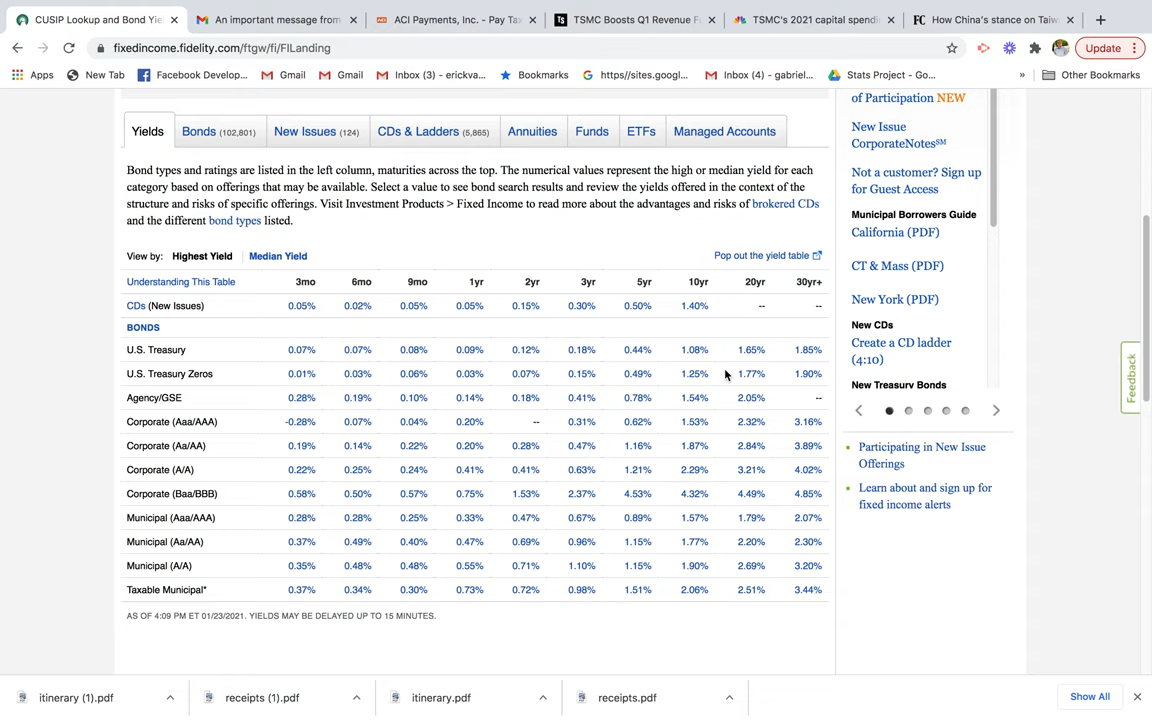 CUSIP Lookup and Bond Yie
An important message from
ACI Payments, Inc. - Pay Tax
TSMC Boosts Q1 Revenue F
TSMC's 2021 capital spendi
How China's stance on Taiw
fixedincome.fidelity.com/ftgw/fi/FILanding
Update
Apps
New Tab
Facebook Develop...
Gmail
Gmail
Inbox (3) - erickva...
Bookmarks
https//sites.googl...
Inbox (4) - gabriel...
Stats Project - Go...
»
Other Bookmarks
Yields
Bonds (102,801)
New Issues (124)
CDs & Ladders (5,865)
Annuities
Funds
ETFs
Managed Accounts
Bond types and ratings are listed in the left column, maturities across the top. The numerical values represent the high or median yield for each
category based on offerings that may be available. Select a value to see bond search results and review the yields offered in the context of the
structure and risks of specific offerings. Visit Investment Products > Fixed Income to read more about the advantages and risks of brokered CDs
and the different bond types listed.
View by: Highest Yield | Median Yield
Pop out the yield table
Understanding This Table 3mo 6mo 9mo 1yr 2yr 3yr 5yr 10yr 20yr 30yr+
CDs (New Issues) 0.05% 0.02% 0.05% 0.05% 0.15% 0.30% 0.50% 1.40% -- --
BONDS
U.S. Treasury 0.07% 0.07% 0.08% 0.09% 0.12% 0.18% 0.44% 1.08% 1.65% 1.85%
U.S. Treasury Zeros 0.01% 0.03% 0.06% 0.03% 0.07% 0.15% 0.49% 1.25% 1.77% 1.90%
Agency/GSE 0.28% 0.19% 0.10% 0.14% 0.18% 0.41% 0.78% 1.54% 2.05% --
Corporate (Aaa/AAA) -0.28% 0.07% 0.04% 0.20% -- 0.31% 0.62% 1.53% 2.32% 3.16%
Corporate (Aa/AA) 0.19% 0.14% 0.22% 0.20% 0.28% 0.47% 1.16% 1.87% 2.84% 3.89%
Corporate (A/A) 0.22% 0.25% 0.24% 0.41% 0.41% 0.63% 1.21% 2.29% 3.21% 4.02%
Corporate (Baa/BBB) 0.58% 0.50% 0.57% 0.75% 1.53% 2.37% 4.53% 4.32% 4.49% 4.85%
Municipal (Aaa/AAA) 0.28% 0.28% 0.25% 0.33% 0.47% 0.67% 0.89% 1.57% 1.79% 2.07%
Municipal (Aa/AA) 0.37% 0.49% 0.40% 0.47% 0.69% 0.96% 1.15% 1.77% 2.20% 2.30%
Municipal (A/A) 0.35% 0.48% 0.48% 0.55% 0.71% 1.10% 1.15% 1.90% 2.69% 3.20%
Taxable Municipal* 0.37% 0.34% 0.30% 0.73% 0.72% 0.98% 1.51% 2.06% 2.51% 3.44%
AS OF 4:09 PM ET 01/23/2021. YIELDS MAY BE DELAYED UP TO 15 MINUTES.
of Participation NEW
New Issue
CorporateNotesSM
Not a customer? Sign up
for Guest Access
Municipal Borrowers Guide
California (PDF)
CT & Mass (PDF)
New York (PDF)
New CDs
Create a CD ladder
(4:10)
New Treasury Bonds
Participating in New Issue
Offerings
Learn about and sign up for
fixed income alerts
Feedback
itinerary (1).pdf
receipts (1).pdf
itinerary.pdf
receipts.pdf
Show All